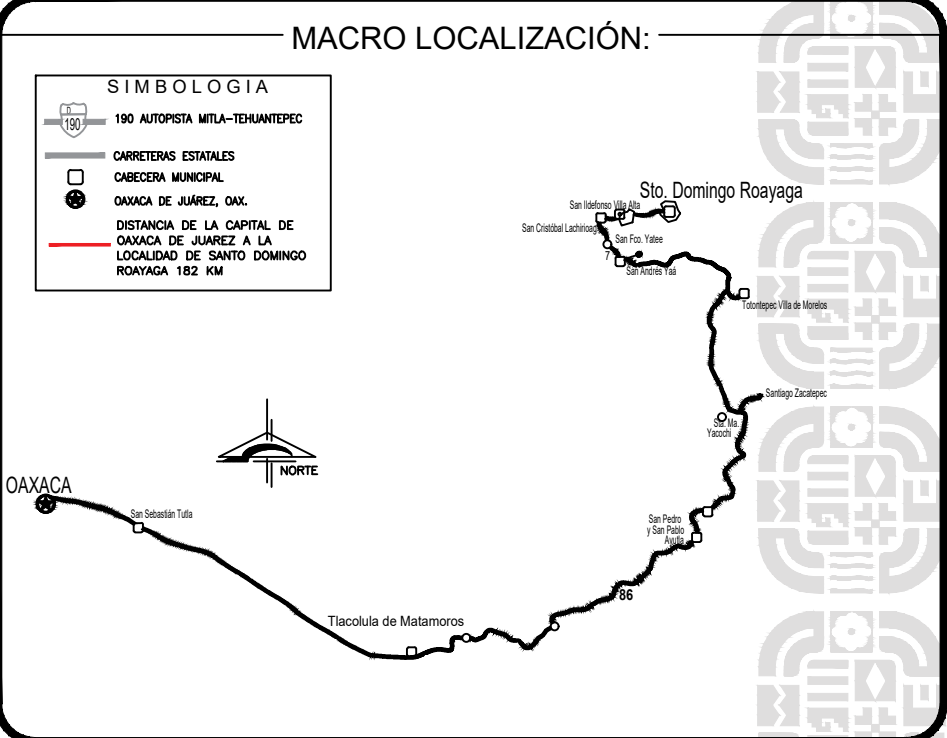 MACRO LOCALIZACIÓN:
SIMBOLOGIA
D
190
190 AUTOPISTA MITLA-TEHUANTEPEC
CARRETERAS ESTATALES
CABECERA MUNICIPAL
OAXACA DE JUÁREZ, OAX.
DISTANCIA DE LA CAPITAL DE
OAXACA DE JUAREZ A LA
LOCALIDAD DE SANTO DOMINGO
ROAYAGA 182 KM
Sto. Domingo Roayaga
San Ildefonso Villa Alta
San Cristóbal Lachirioag
San Fco. Yatee
7
San Andrés Yaá
Totontepec Villa de Morelos
Santiago Zacatepec
Sta. Ma.
Yacochi
NORTE
OAXACA
San Sebastián Tutla
San Pedro
y San Pablo
Ayutla
86
Tlacolula de Matamoros